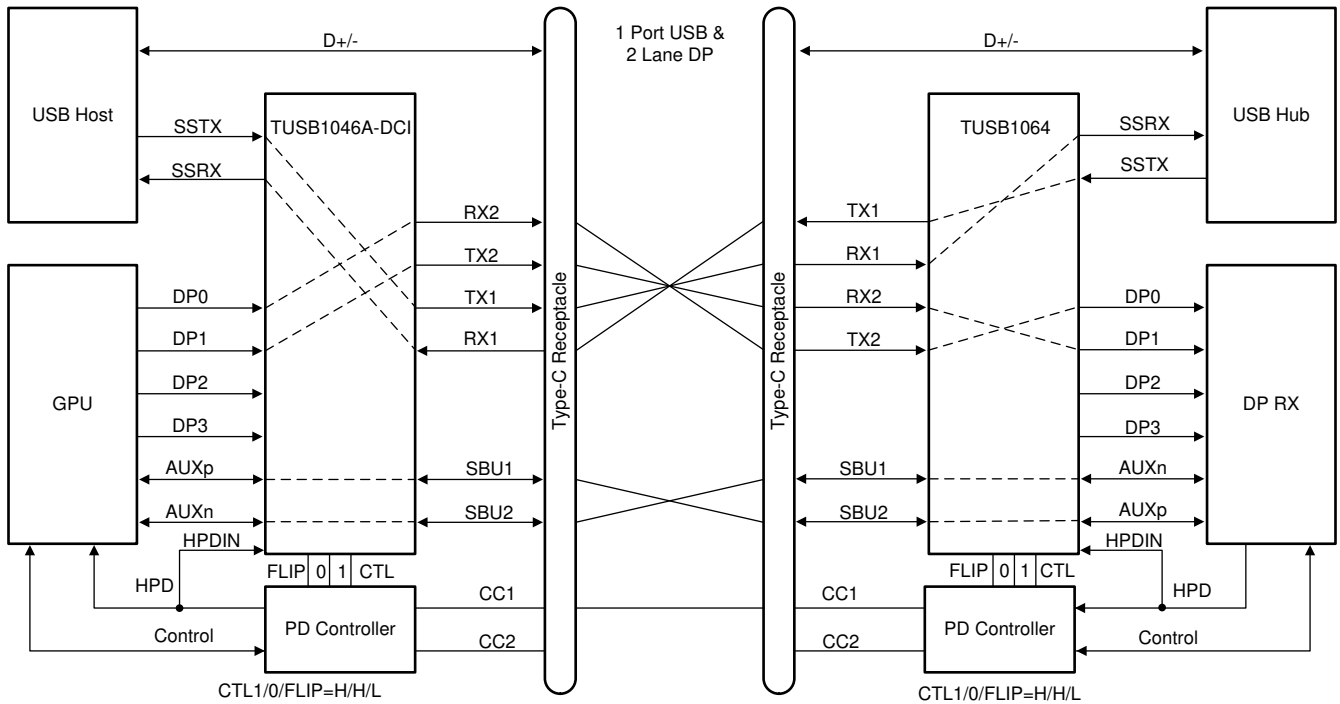 D+/-
1 Port USB &
2 Lane DP
D+/-
USB Host
SSTX
SSRX
TUSB1046A-DCI
RX2
TX2
TX1
RX1
Type-C Receptacle
Type-C Receptacle
TX1
RX1
RX2
TX2
TUSB1064
SSRX
SSTX
USB Hub
GPU
DP0
DP1
DP2
DP3
AUXp
AUXn
HPDIN
SBU1
SBU2
SBU1
SBU2
DP0
DP1
DP2
DP3
AUXn
AUXp
HPDIN
DP RX
HPD
Control
FLIP 0 1 CTL
PD Controller
CC1
CC2
CTL1/0/FLIP=H/H/L
CC1
CC2
FLIP 0 1 CTL
PD Controller
HPD
Control
CTL1/0/FLIP=H/H/L